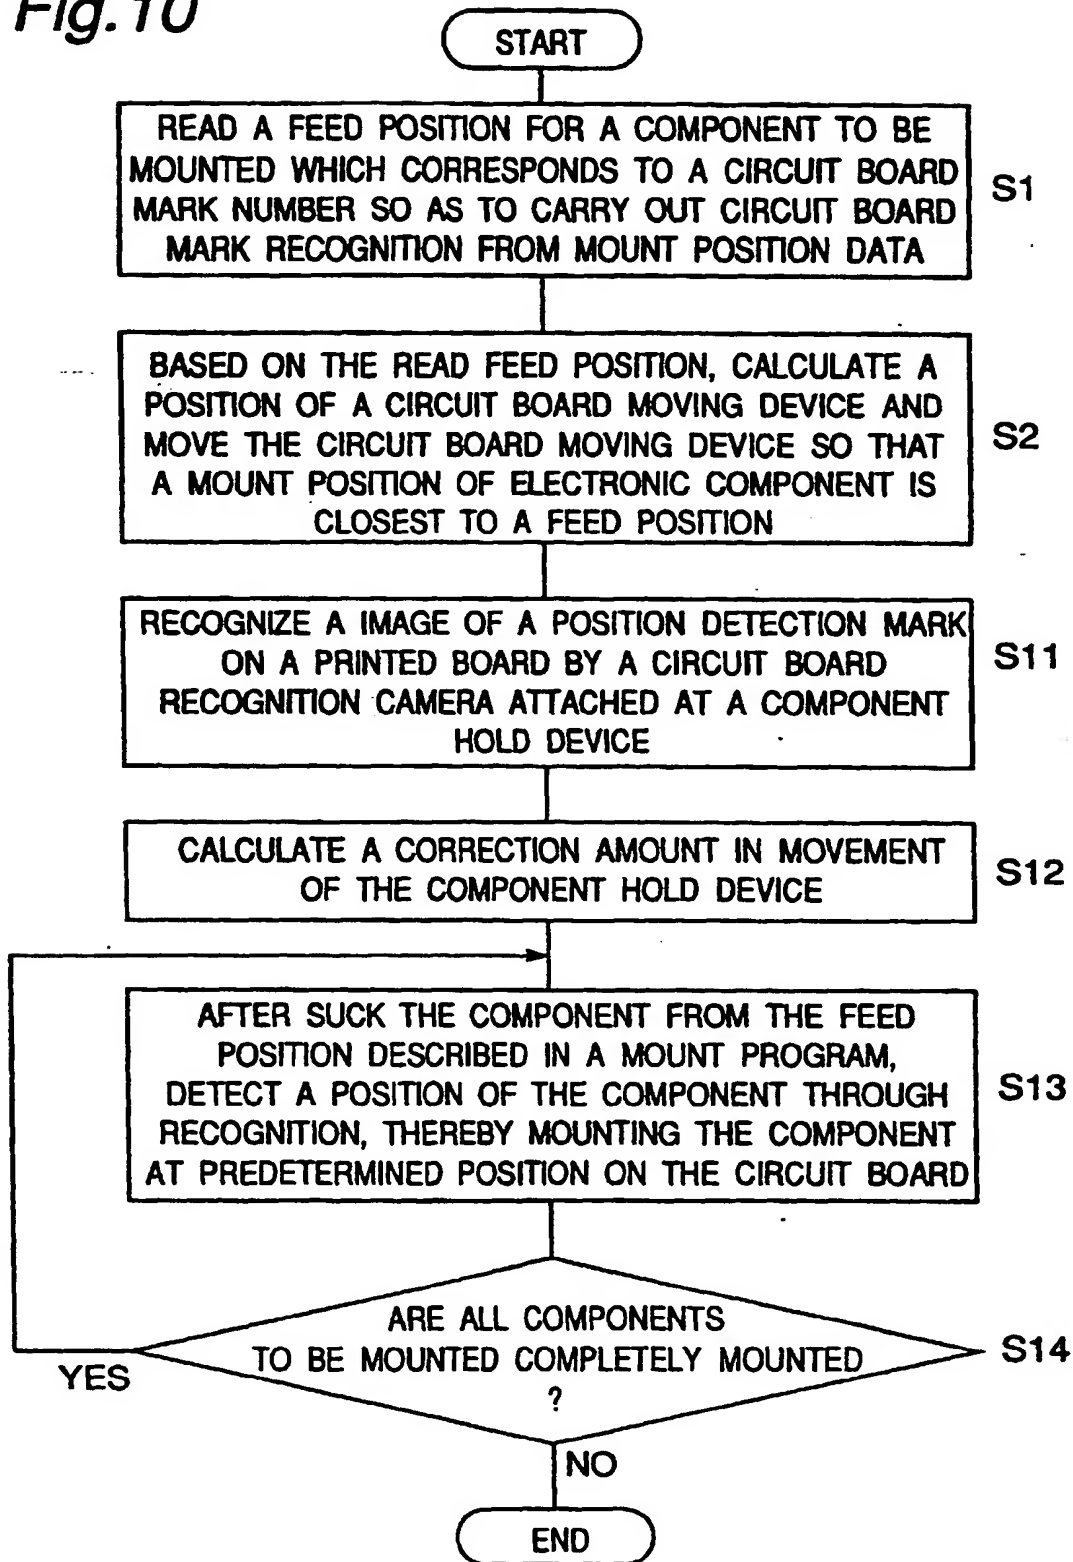 Fig.10
START
READ A FEED POSITION FOR A COMPONENT TO BE
MOUNTED WHICH CORRESPONDS TO A CIRCUIT BOARD
MARK NUMBER SO AS TO CARRY OUT CIRCUIT BOARD
MARK RECOGNITION FROM MOUNT POSITION DATA
S1
BASED ON THE READ FEED POSITION, CALCULATE A
POSITION OF A CIRCUIT BOARD MOVING DEVICE AND
MOVE THE CIRCUIT BOARD MOVING DEVICE SO THAT
A MOUNT POSITION OF ELECTRONIC COMPONENT IS
CLOSEST TO A FEED POSITION
S2
RECOGNIZE A IMAGE OF A POSITION DETECTION MARK
ON A PRINTED BOARD BY A CIRCUIT BOARD
RECOGNITION CAMERA ATTACHED AT A COMPONENT
HOLD DEVICE
S11
CALCULATE A CORRECTION AMOUNT IN MOVEMENT
OF THE COMPONENT HOLD DEVICE
S12
AFTER SUCK THE COMPONENT FROM THE FEED
POSITION DESCRIBED IN A MOUNT PROGRAM,
DETECT A POSITION OF THE COMPONENT THROUGH
RECOGNITION, THEREBY MOUNTING THE COMPONENT
AT PREDETERMINED POSITION ON THE CIRCUIT BOARD
S13
ARE ALL COMPONENTS
TO BE MOUNTED COMPLETELY MOUNTED
?
S14
YES
NO
END